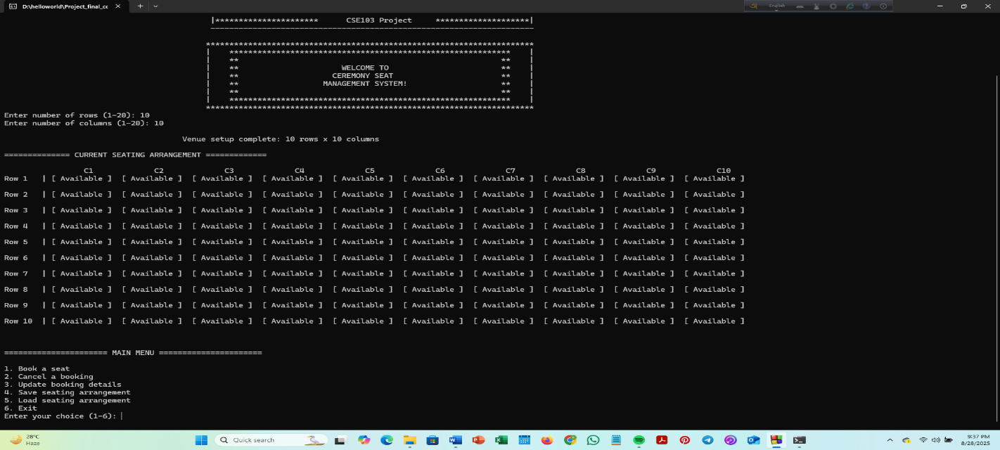 D:\helloworld\Project_final_cc
English
|********************** CSE103 Project ********************|
WELCOME TO
CEREMONY SEAT
MANAGEMENT SYSTEM!
Enter number of rows (1-20): 10
Enter number of columns (1-20): 10
Venue setup complete: 10 rows x 10 columns
============== CURRENT SEATING ARRANGEMENT =============
C1 C2 C3 C4 C5 C6 C7 C8 C9 C10
Row 1 | [ Available ] [ Available ] [ Available ] [ Available ] [ Available ] [ Available ] [ Available ] [ Available ] [ Available ] [ Available ]
Row 2 | [ Available ] [ Available ] [ Available ] [ Available ] [ Available ] [ Available ] [ Available ] [ Available ] [ Available ] [ Available ]
Row 3 | [ Available ] [ Available ] [ Available ] [ Available ] [ Available ] [ Available ] [ Available ] [ Available ] [ Available ] [ Available ]
Row 4 | [ Available ] [ Available ] [ Available ] [ Available ] [ Available ] [ Available ] [ Available ] [ Available ] [ Available ] [ Available ]
Row 5 | [ Available ] [ Available ] [ Available ] [ Available ] [ Available ] [ Available ] [ Available ] [ Available ] [ Available ] [ Available ]
Row 6 | [ Available ] [ Available ] [ Available ] [ Available ] [ Available ] [ Available ] [ Available ] [ Available ] [ Available ] [ Available ]
Row 7 | [ Available ] [ Available ] [ Available ] [ Available ] [ Available ] [ Available ] [ Available ] [ Available ] [ Available ] [ Available ]
Row 8 | [ Available ] [ Available ] [ Available ] [ Available ] [ Available ] [ Available ] [ Available ] [ Available ] [ Available ] [ Available ]
Row 9 | [ Available ] [ Available ] [ Available ] [ Available ] [ Available ] [ Available ] [ Available ] [ Available ] [ Available ] [ Available ]
Row 10 | [ Available ] [ Available ] [ Available ] [ Available ] [ Available ] [ Available ] [ Available ] [ Available ] [ Available ] [ Available ]
====================== MAIN MENU ======================
1. Book a seat
2. Cancel a booking
3. Update booking details
4. Save seating arrangement
5. Load seating arrangement
6. Exit
Enter your choice (1-6):
28°C
Haze
Quick search
9:37 PM
8/28/2025